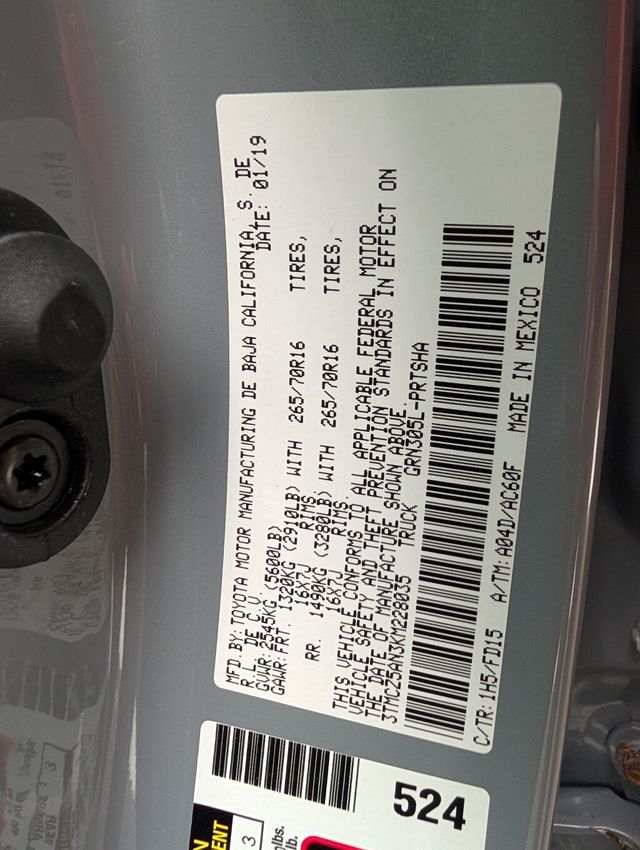 MFD.BY: TOYOTA MOTOR MANUFACTURING DE BAJA CALIFORNIA, S. DE
R.L. DE C.V. DATE: 01/19
GVWR: 2545KG (5600LB)
GAWR: FRT. 1320KG (2910LB) WITH 265/70R16 TIRES,
16X7J RIMS
RR. 1490KG (3280LB) WITH 265/70R16 TIRES,
16X7J RIMS
THIS VEHICLE CONFORMS TO ALL APPLICABLE FEDERAL MOTOR
VEHICLE SAFETY AND THEFT PREVENTION STANDARDS IN EFFECT ON
THE DATE OF MANUFACTURE SHOWN ABOVE.
3TMCZ5AN3KM228035 TRUCK GRN305L-PRTSHA
C/TR: 1H5/FD15 A/TM: A04D/AC60F MADE IN MEXICO 524
524
3
lbs.